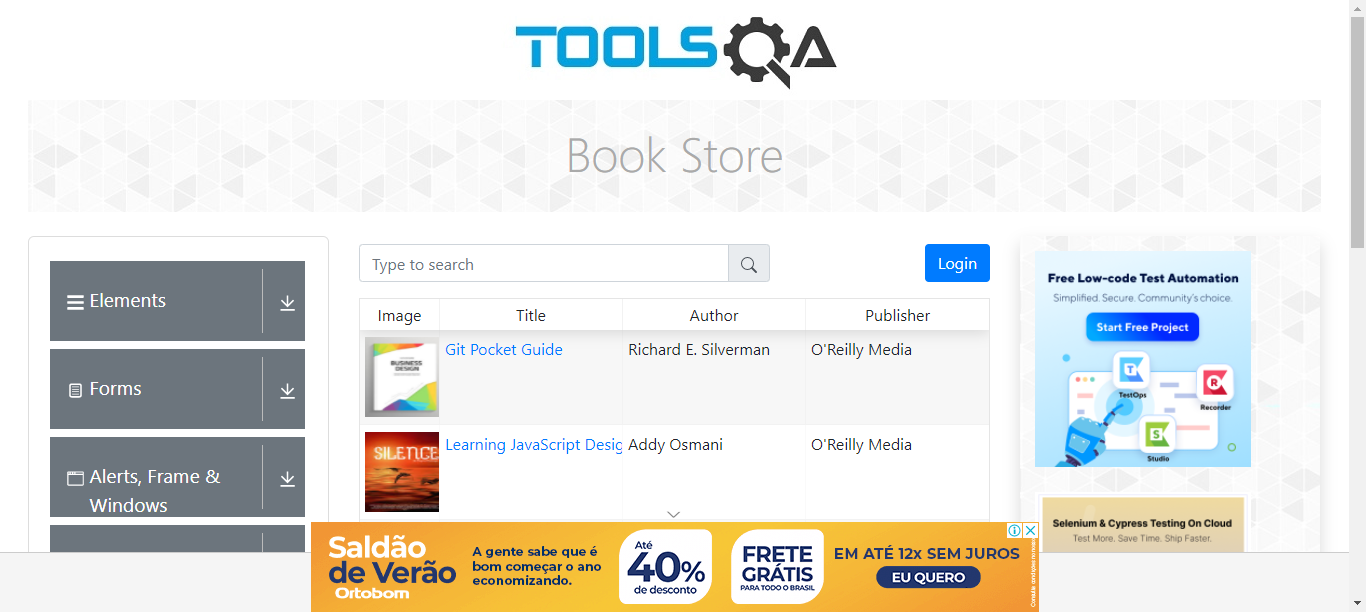 TOOLSQA
Book Store
Elements
Forms
Alerts, Frame &
Windows
Type to search
Login
Image Title Author Publisher
BUSINESS
DESIGN
Git Pocket Guide Richard E. Silverman O'Reilly Media
SILENCE
Learning JavaScript Desig Addy Osmani O'Reilly Media
Free Low-code Test Automation
Simplified. Secure. Community's choice.
Start Free Project
TestOps
Recorder
Studio
Selenium & Cypress Testing On Cloud
Test More. Save Time. Ship Faster.
Saldão
de Verão
Ortobom
A gente sabe que é
bom começar o ano
economizando.
Até
40%
de desconto
FRETE
GRÁTIS
PARA TODO O BRASIL
EM ATÉ 12x SEM JUROS
EU QUERO